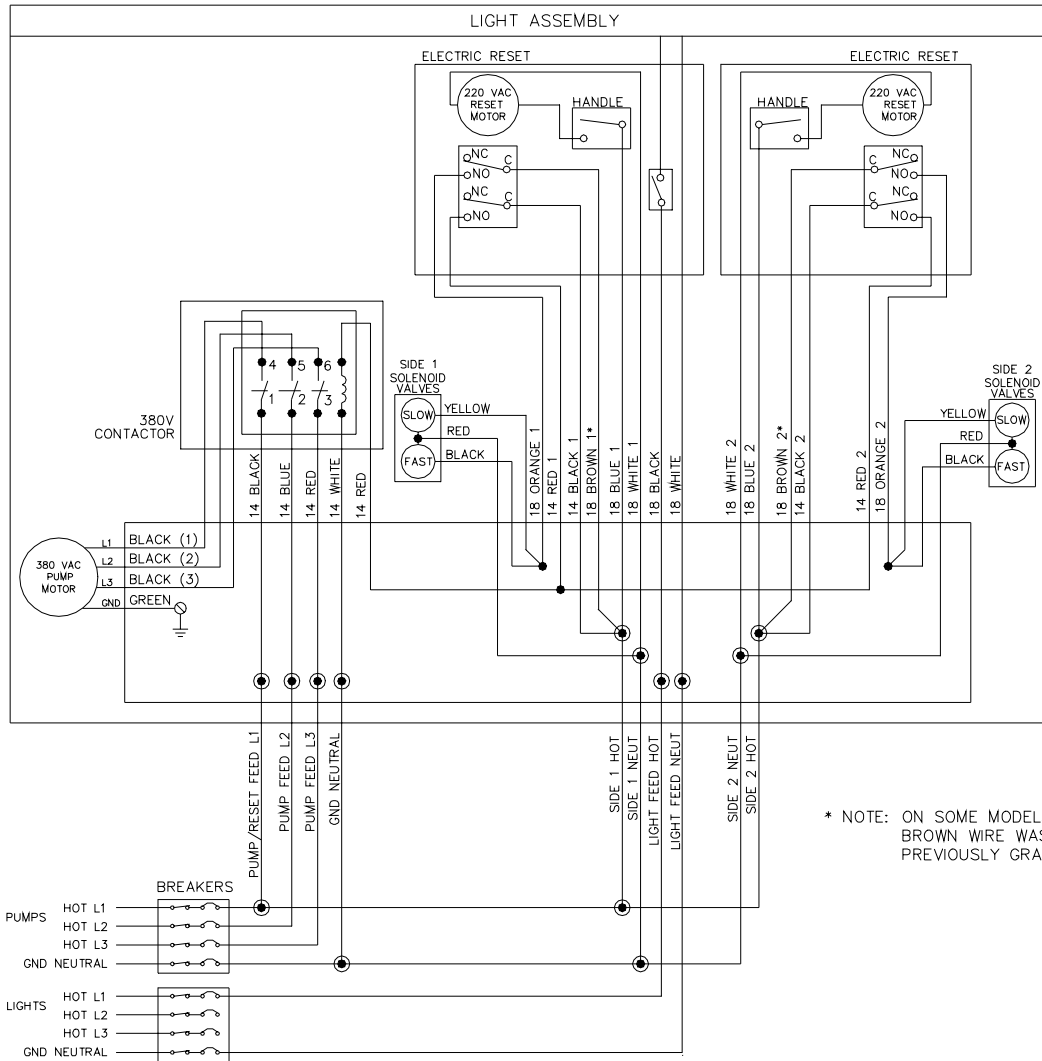 LIGHT ASSEMBLY
ELECTRIC RESET
ELECTRIC RESET
220 VAC
RESET
MOTOR
HANDLE
HANDLE
220 VAC
RESET
MOTOR
NC
C
NO
NC
C
NO
C
NC
NO
C
NC
NO
380V
CONTACTOR
4
5
6
1
2
3
SIDE 1
SOLENOID
VALVES
SLOW
FAST
YELLOW
RED
BLACK
SIDE 2
SOLENOID
VALVES
SLOW
FAST
YELLOW
RED
BLACK
14 BLACK
14 BLUE
14 RED
14 WHITE
14 RED
18 ORANGE 1
14 RED 1
14 BLACK 1
18 BROWN 1*
18 BLUE 1
18 WHITE 1
18 BLACK
18 WHITE
18 WHITE 2
18 BLUE 2
18 BROWN 2*
14 BLACK 2
14 RED 2
18 ORANGE 2
380 VAC
PUMP
MOTOR
L1 BLACK (1)
L2 BLACK (2)
L3 BLACK (3)
GND GREEN
PUMP/RESET FEED L1
PUMP FEED L2
PUMP FEED L3
GND NEUTRAL
SIDE 1 HOT
SIDE 1 NEUT
LIGHT FEED HOT
LIGHT FEED NEUT
SIDE 2 NEUT
SIDE 2 HOT
* NOTE: ON SOME MODEL
BROWN WIRE WAS
PREVIOUSLY GRA
BREAKERS
PUMPS
HOT L1
HOT L2
HOT L3
GND NEUTRAL
LIGHTS
HOT L1
HOT L2
HOT L3
GND NEUTRAL